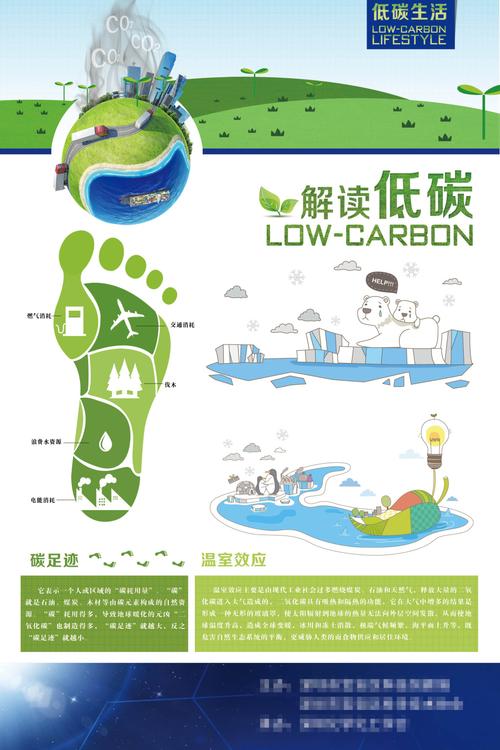 低碳生活
LOW-CARBON
LIFESTYLE
CO2
CO2
CO2
解读低碳
LOW-CARBON
HELP!!!
燃气消耗
交通消耗
伐木
浪费水资源
电能消耗
碳足迹
它表示一个人或区域的“碳耗用量”。“碳”
就是石油、煤炭、木材等由碳元素构成的自然资
源。“碳”耗用得多，导致地球暖化的元凶“二
氧化碳”也制造得多，“碳足迹”就越大，反之
“碳足迹”就越小。
温室效应
温室效应主要是由现代工业社会过多燃烧煤炭、石油和天然气，释放大量的二氧
化碳进入大气造成的。二氧化碳具有吸热和隔热的功能，它在大气中增多的结果是
形成一种无形的玻璃罩，使太阳辐射到地球的热量无法向外层空间发散，从而使地
球温度升高，造成全球变暖，冰川和冻土消融，极端气候频繁，海平面上升等，既
危害自然生态系统的平衡，更威胁人类的而食物供应和居住环境。